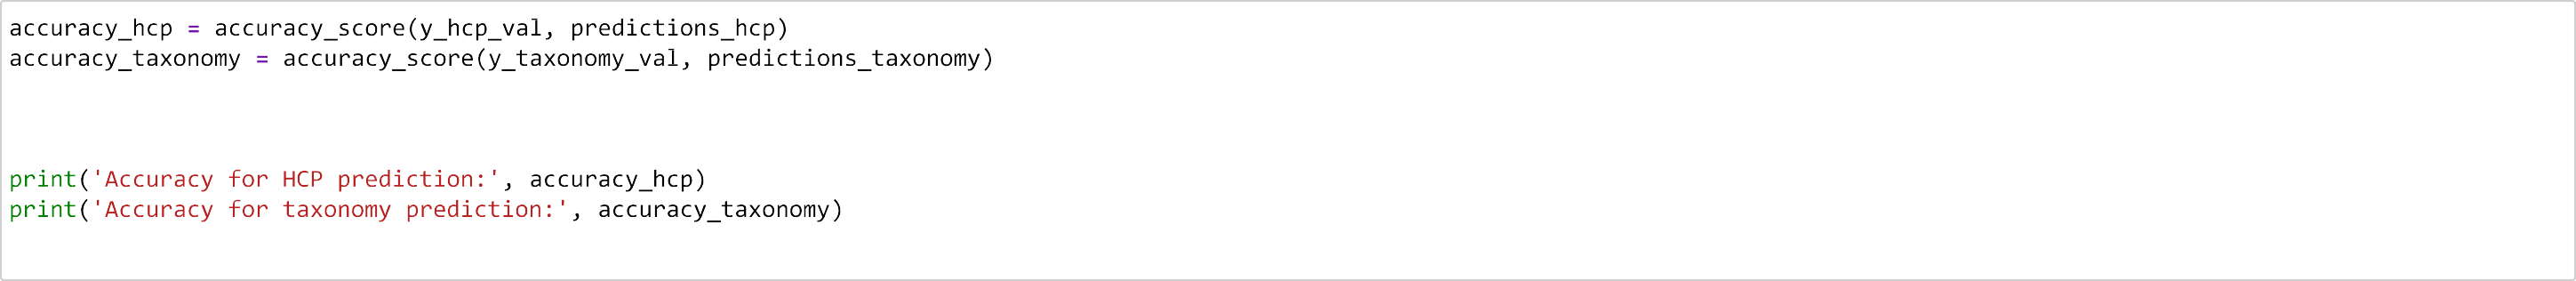 accuracy_hcp = accuracy_score(y_hcp_val, predictions_hcp)
accuracy_taxonomy = accuracy_score(y_taxonomy_val, predictions_taxonomy)
print('Accuracy for HCP prediction:', accuracy_hcp)
print('Accuracy for taxonomy prediction:', accuracy_taxonomy)